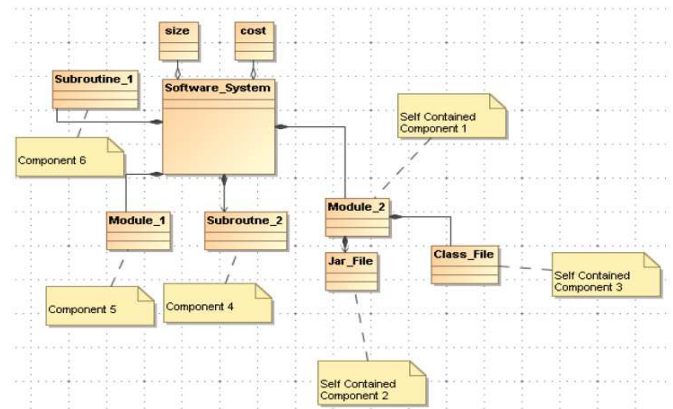 size
cost
Subroutine_1
Software_System
Self Contained
Component 1
Component 6
Module_1
Subroutne_2
Module_2
Jar_File
Class_File
Self Contained
Component 3
Component 5
Component 4
Self Contained
Component 2